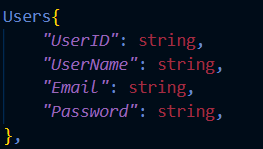 Users{
"UserID": string,
"UserName": string,
"Email": string,
"Password": string,
},